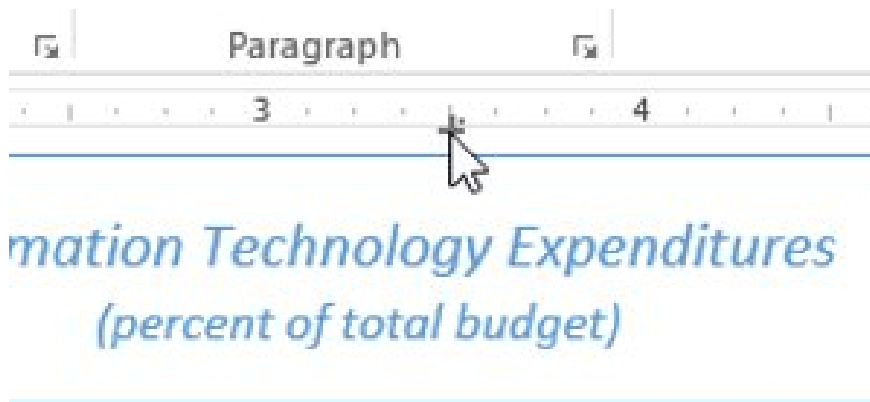 Paragraph
3 4
mation Technology Expenditures
(percent of total budget)